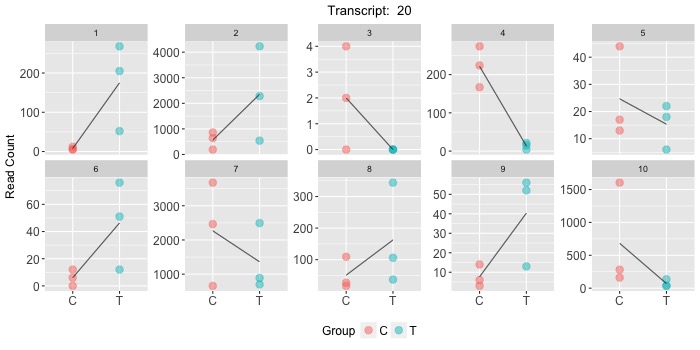 Transcript: 20
1 2 3 4 5
200 100 0
4000 3000 2000 1000 0
4 3 2 1 0
200 100 0
40 30 20 10
Read Count
6 7 8 9 10
60 40 20 0
3000 2000 1000
300 200 100
50 40 30 20 10
1500 1000 500 0
C T C T C T C T C T
Group C T